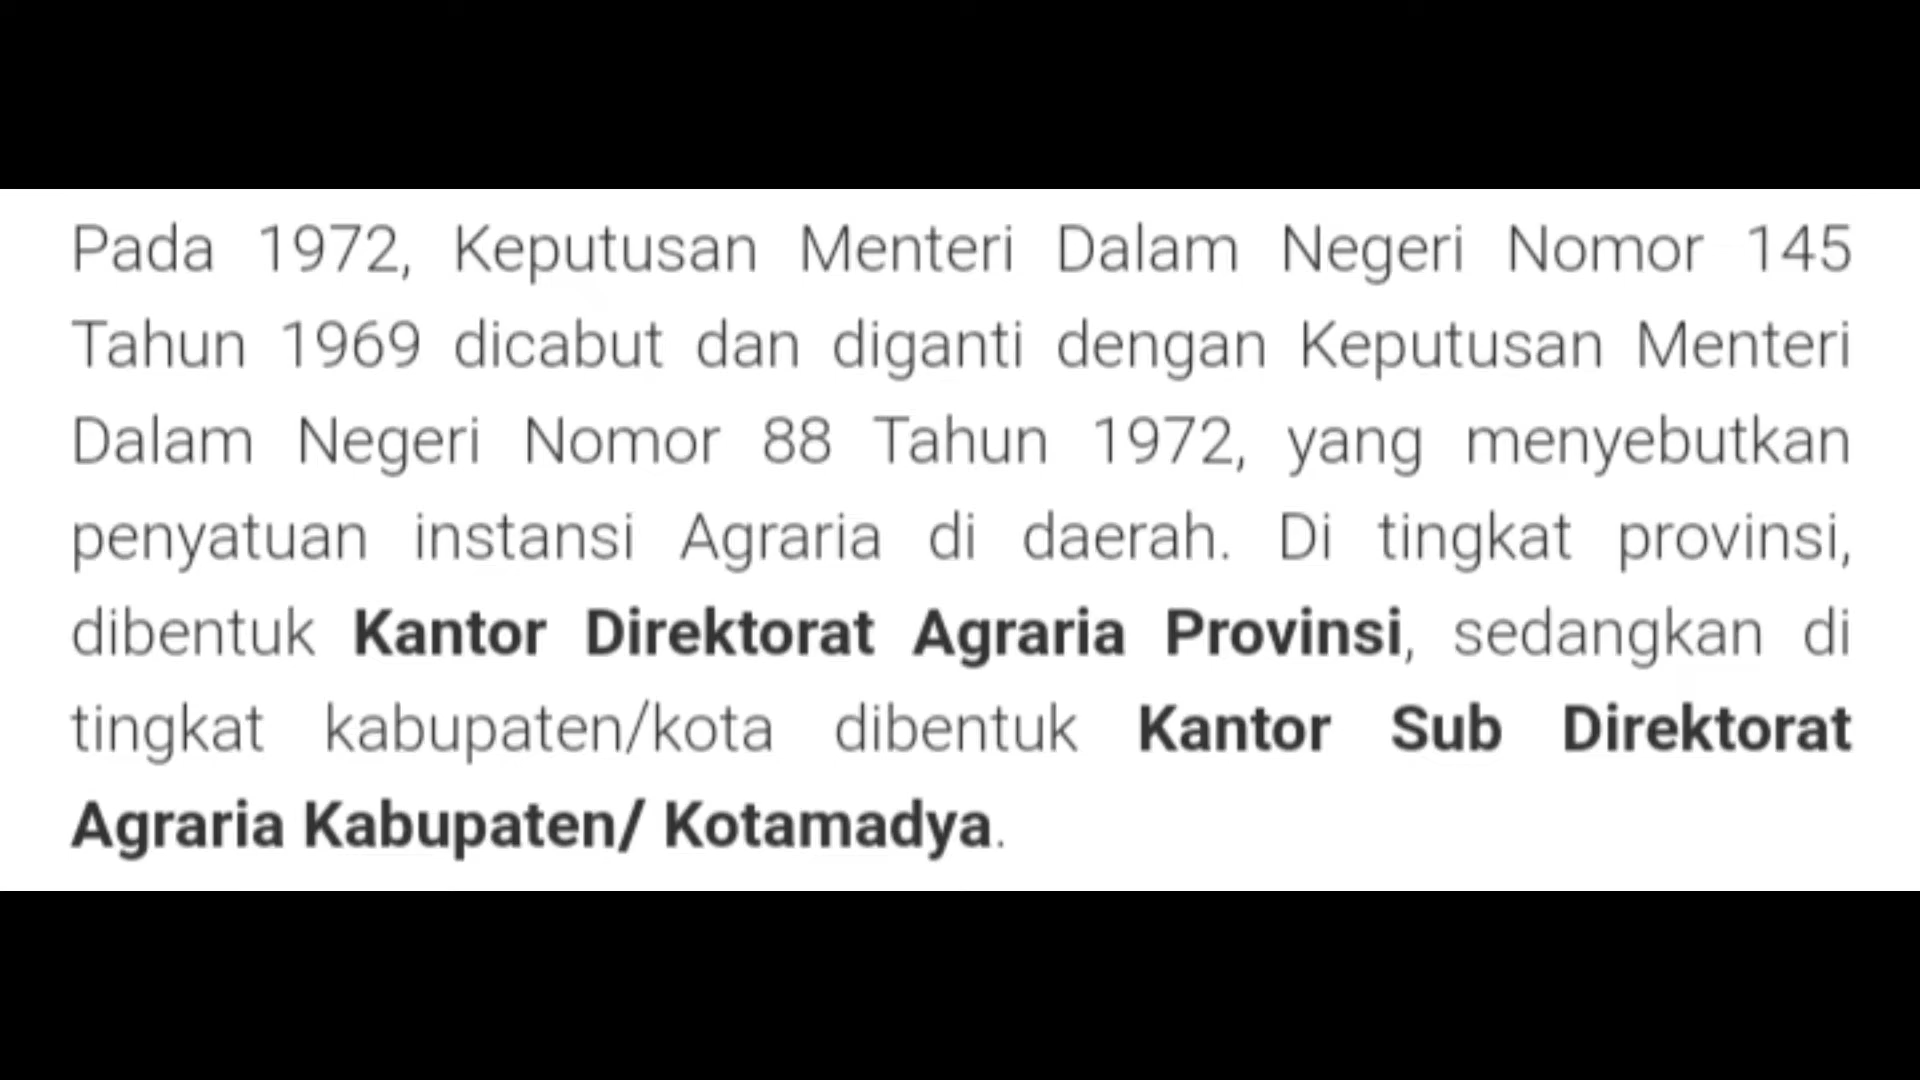 Pada 1972, Keputusan Menteri Dalam Negeri Nomor 145
Tahun 1969 dicabut dan diganti dengan Keputusan Menteri
Dalam Negeri Nomor 88 Tahun 1972, yang menyebutkan
penyatuan instansi Agraria di daerah. Di tingkat provinsi,
dibentuk Kantor Direktorat Agraria Provinsi, sedangkan di
tingkat kabupaten/kota dibentuk Kantor Sub Direktorat
Agraria Kabupaten/ Kotamadya.